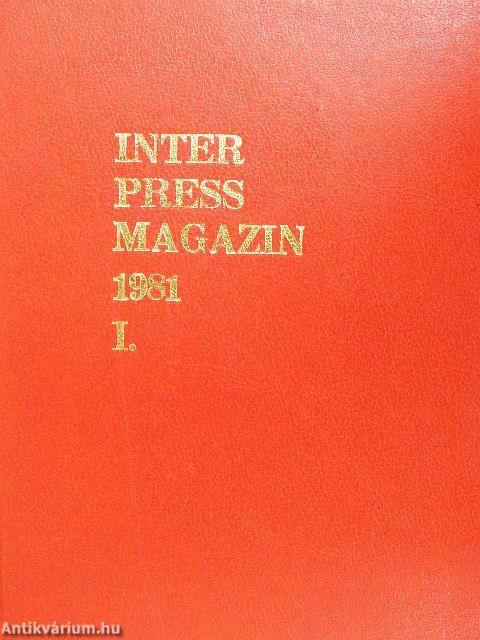 INTER
PRESS
MAGAZIN
1981
I.
Antikvárium.hu